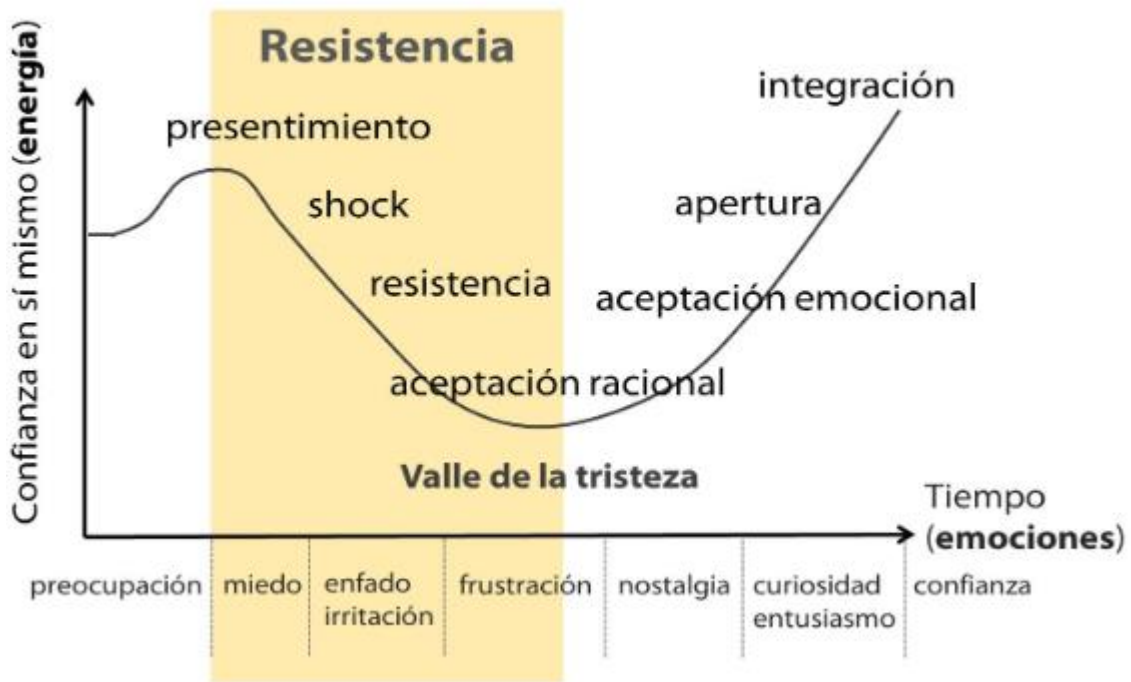 Resistencia
Confianza en sí mismo (energía)
integración
presentimiento
shock
apertura
resistencia
aceptación emocional
aceptación racional
Valle de la tristeza
Tiempo
(emociones)
preocupación
miedo
enfado
irritación
frustración
nostalgia
curiosidad
entusiasmo
confianza